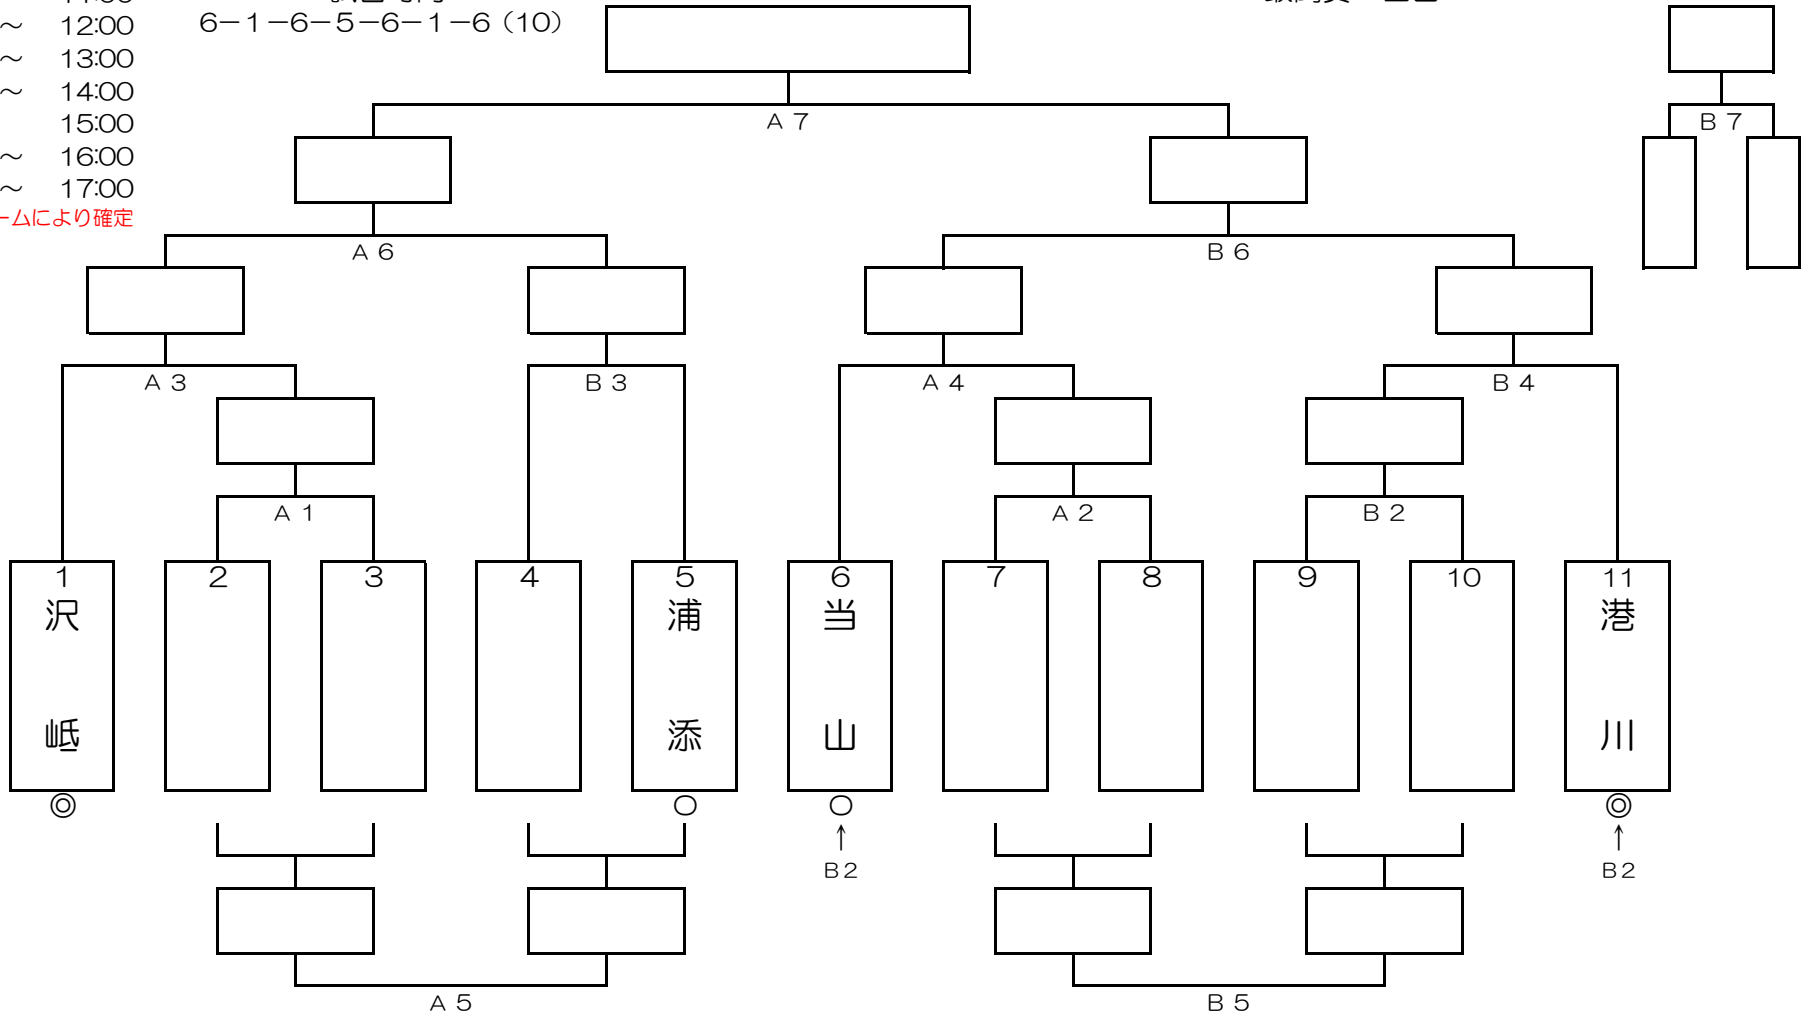 ～ 12:00
6－1－6－5－6－1－6（10）
～ 13:00
～ 14:00
15:00
～ 16:00
～ 17:00
ームにより確定
A 7
B 7
A 6
B 6
A 3
B 3
A 4
B 4
A 1
A 2
B 2
1 沢岻 ◎
2
3
4
5 浦添 ○
6 当山 ○ ↑ B2
7
8
9
10
11 港川 ◎ ↑ B2
A 5
B 5